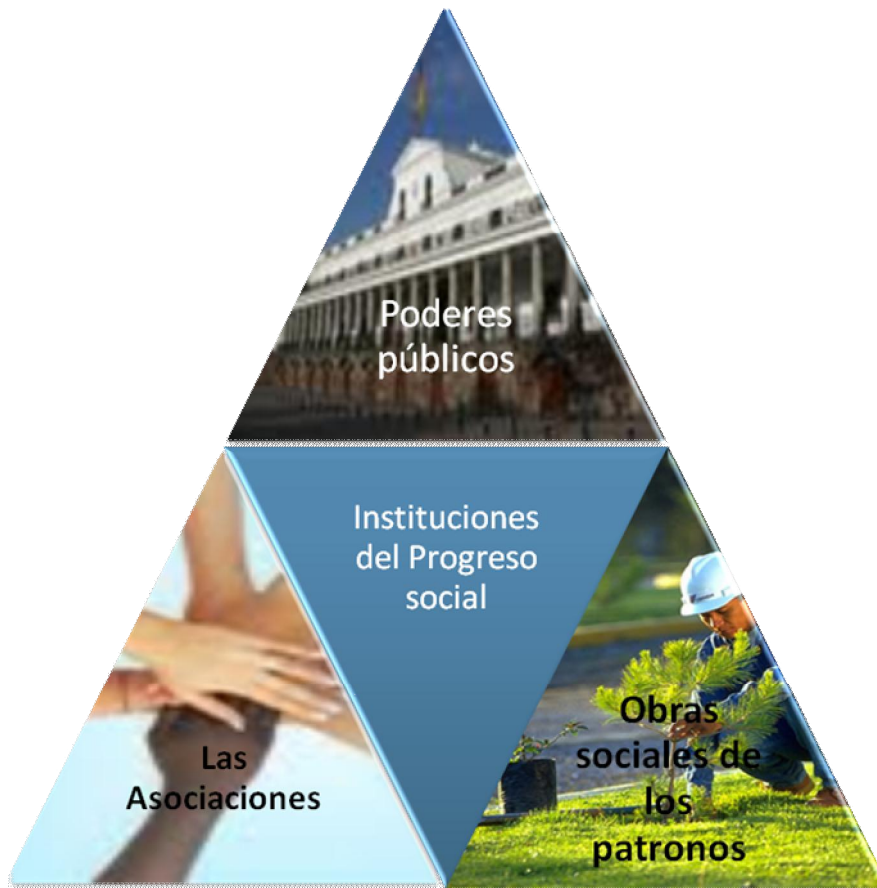 Poderes
públicos
Instituciones
del Progreso
social
Las
Asociaciones
Obras
sociales de
los
patronos